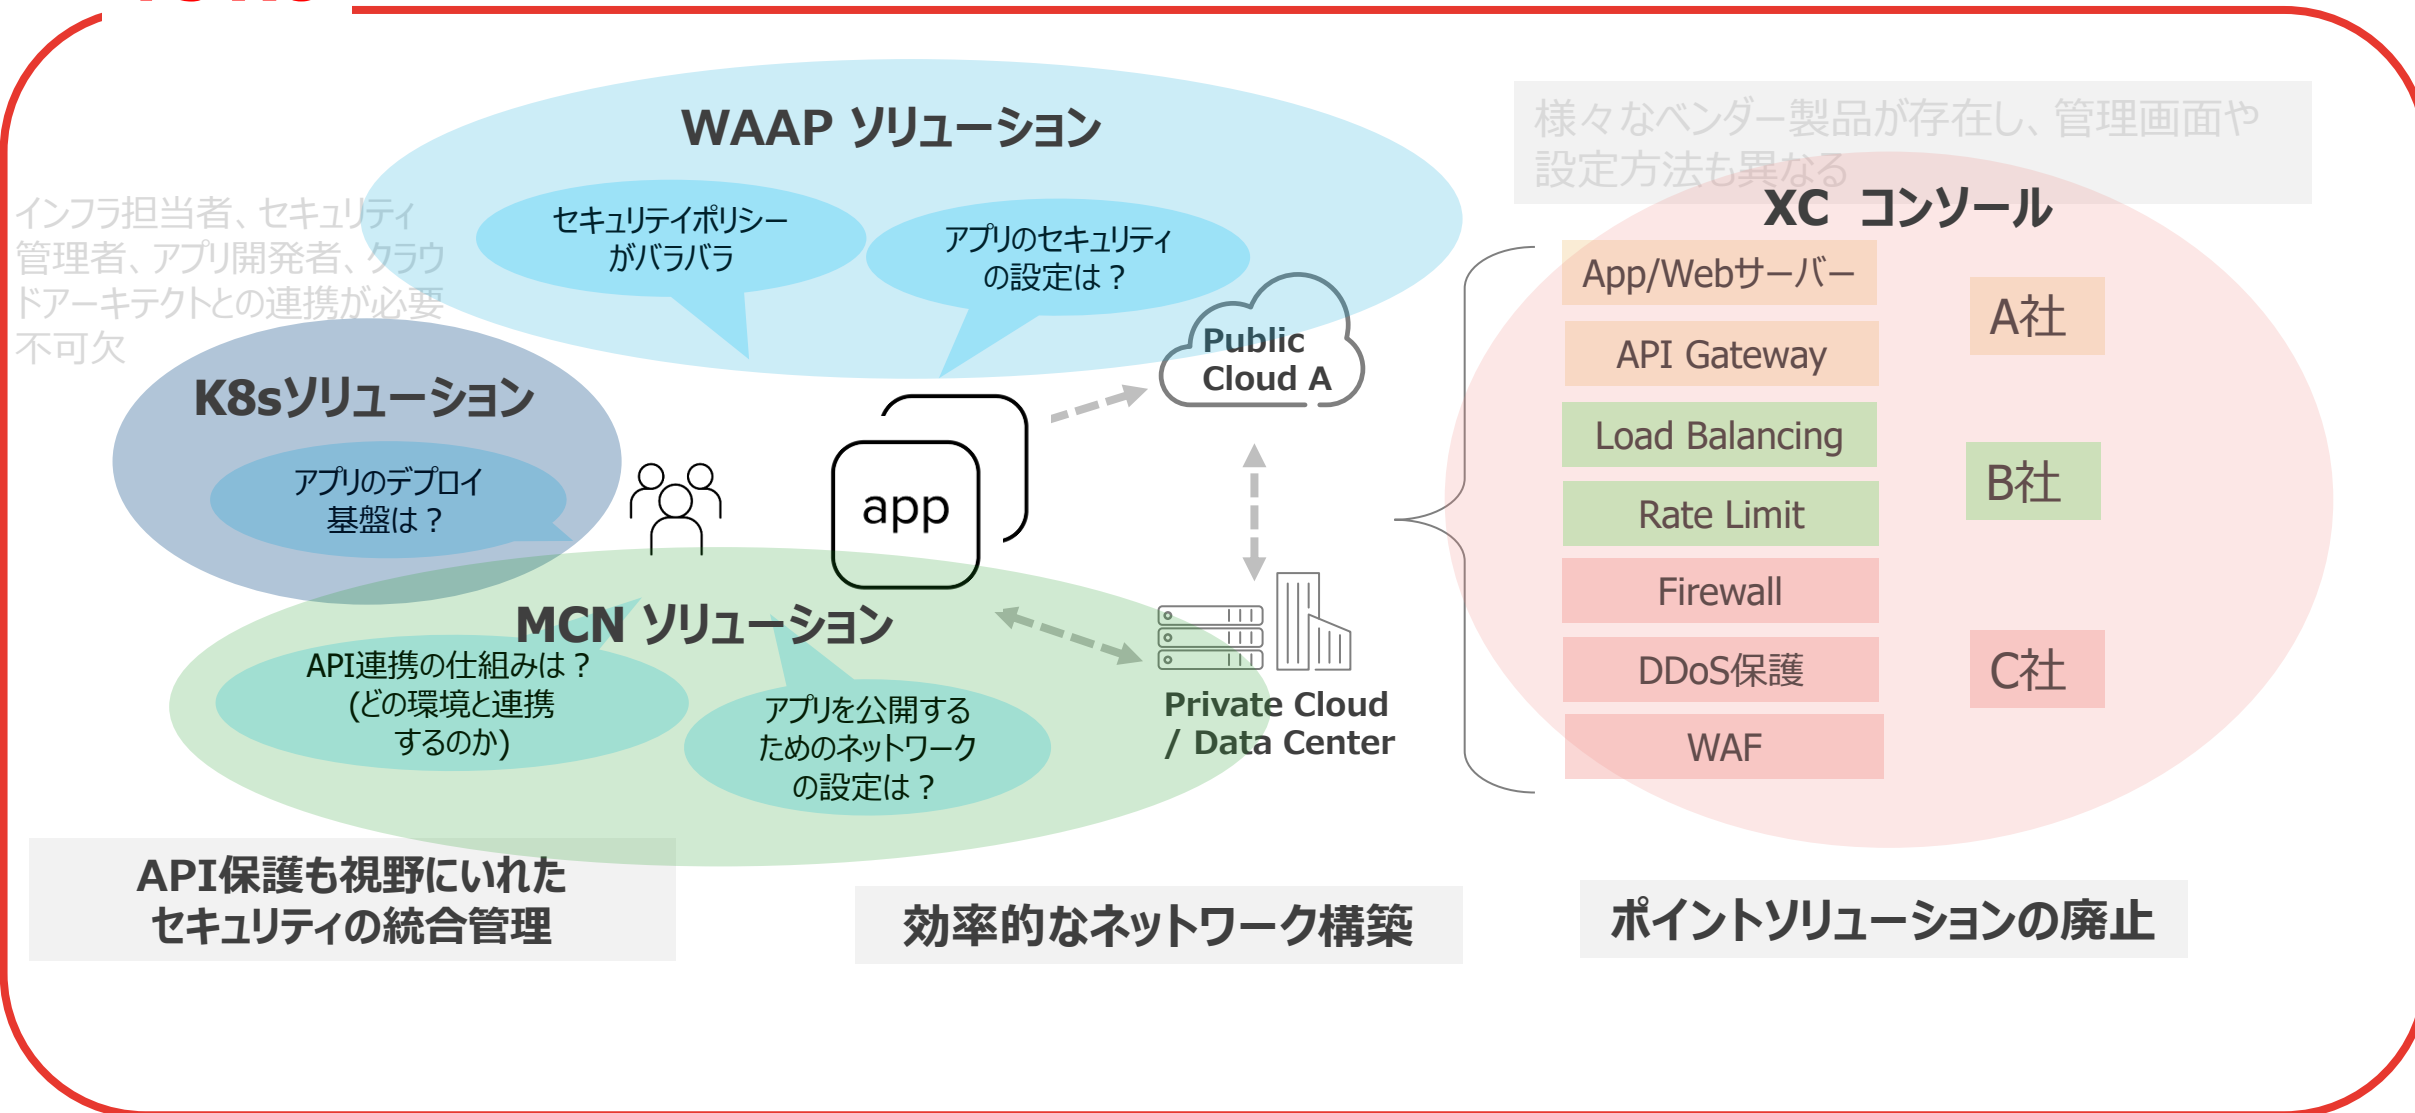 WAAP ソリューション
セキュリテイポリシー
がバラバラ
アプリのセキュリティ
の設定は？
インフラ担当者、セキュリティ
管理者、アプリ開発者、クラウ
ドアーキテクトとの連携が必要
不可欠
K8sソリューション
アプリのデプロイ
基盤は？
app
Public
Cloud A
MCN ソリューション
API連携の仕組みは？
(どの環境と連携
するのか)
アプリを公開する
ためのネットワーク
の設定は？
Private Cloud
/ Data Center
様々なベンダー製品が存在し、管理画面や
設定方法も異なる
XC コンソール
App/Webサーバー
API Gateway
Load Balancing
Rate Limit
Firewall
DDoS保護
WAF
A社
B社
C社
API保護も視野にいれた
セキュリティの統合管理
効率的なネットワーク構築
ポイントソリューションの廃止